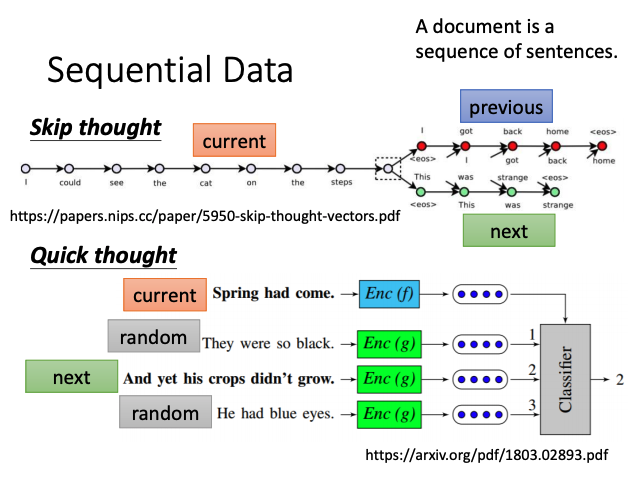 A document is a
sequence of sentences.
Sequential Data
previous
Skip thought
current
I got back home <eos>
<eos> I got back home
I could see the cat on the steps
This was strange <eos>
<eos> This was strange
https://papers.nips.cc/paper/5950-skip-thought-vectors.pdf
next
Quick thought
current Spring had come. Enc (f)
random They were so black. Enc (g) 1
next And yet his crops didn't grow. Enc (g) 2 Classifier 2
random He had blue eyes. Enc (g) 3
https://arxiv.org/pdf/1803.02893.pdf